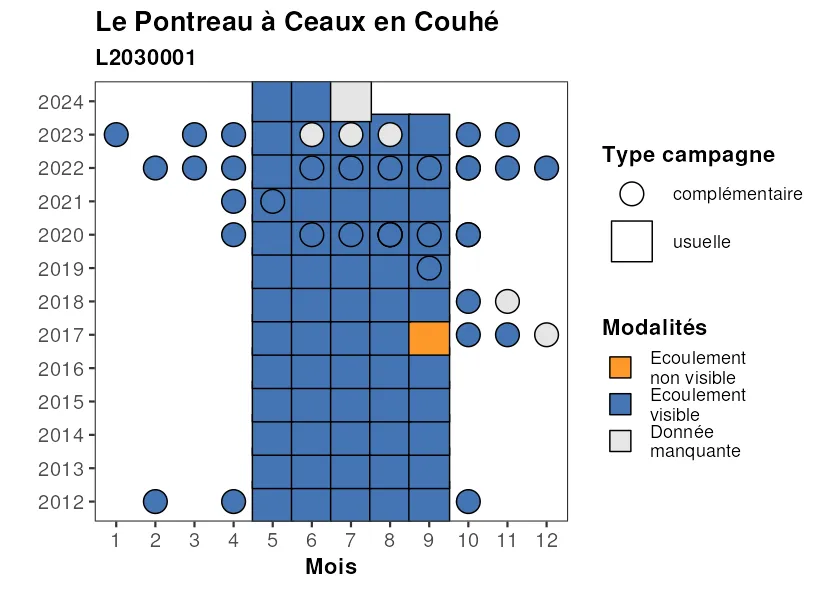 Le Pontreau à Ceaux en Couhé
L2030001
2024
2023
2022
2021
2020
2019
2018
2017
2016
2015
2014
2013
2012
1 2 3 4 5 6 7 8 9 10 11 12
Mois
Type campagne
complémentaire
usuelle
Modalités
Ecoulement
non visible
Ecoulement
visible
Donnée
manquante